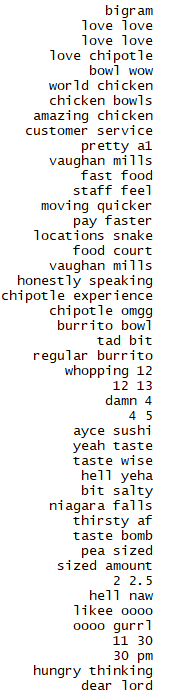 bigram
love love
love love
love chipotle
bowl wow
world chicken
chicken bowls
amazing chicken
customer service
pretty a1
vaughan mills
fast food
staff feel
moving quicker
pay faster
locations snake
food court
vaughan mills
honestly speaking
chipotle experience
chipotle omgg
burrito bowl
tad bit
regular burrito
whopping 12
12 13
damn 4
4 5
ayce sushi
yeah taste
taste wise
hell yeha
bit salty
niagara falls
thirsty af
taste bomb
pea sized
sized amount
2 2.5
hell naw
likee oooo
oooo gurrl
11 30
30 pm
hungry thinking
dear lord